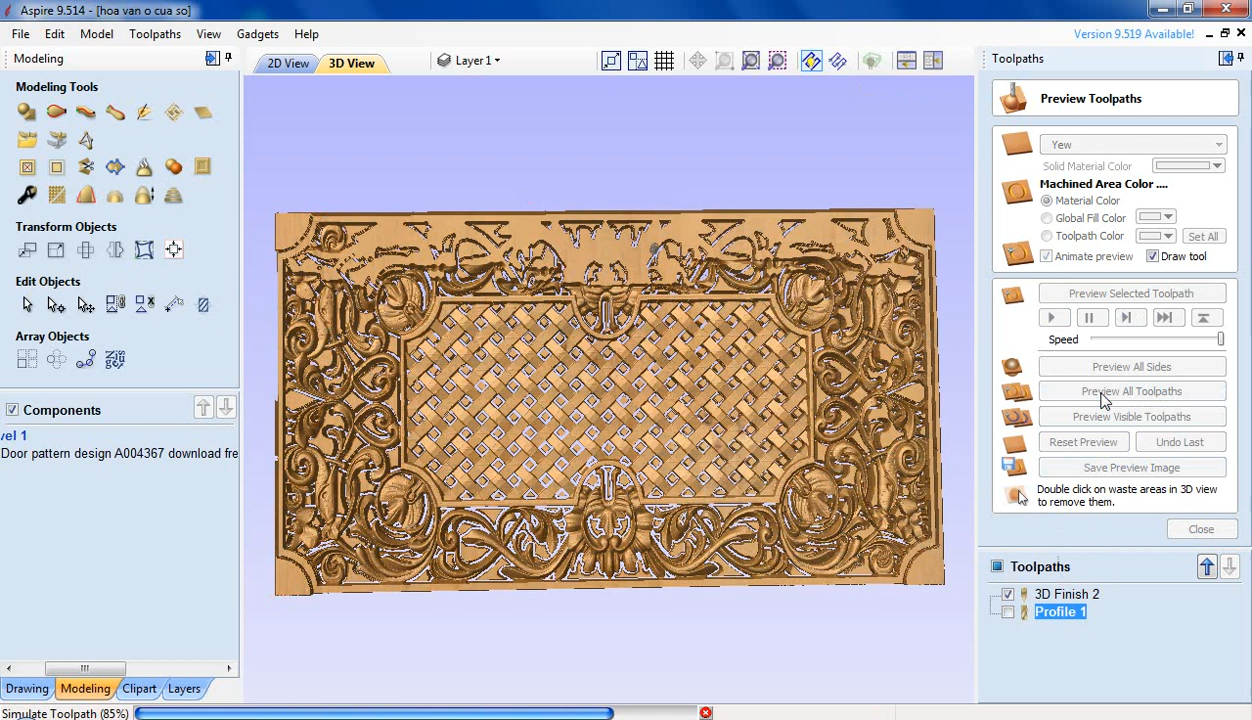 Aspire 9.514 - [hoa van o cua so]
File Edit Model Toolpaths View Gadgets Help
Version 9.519 Available!
Modeling
2D View
3D View
Layer 1
Toolpaths
Modeling Tools
Transform Objects
Edit Objects
Array Objects
Components
vel 1
Door pattern design A004367 download fre
Drawing
Modeling
Clipart
Layers
Simulate Toolpath (85%)
Preview Toolpaths
Yew
Solid Material Color
Machined Area Color ....
Material Color
Global Fill Color
Toolpath Color
Set All
Animate preview
Draw tool
Preview Selected Toolpath
Speed
Preview All Sides
Preview All Toolpaths
Preview Visible Toolpaths
Reset Preview
Undo Last
Save Preview Image
Double click on waste areas in 3D view
to remove them.
Close
Toolpaths
3D Finish 2
Profile 1